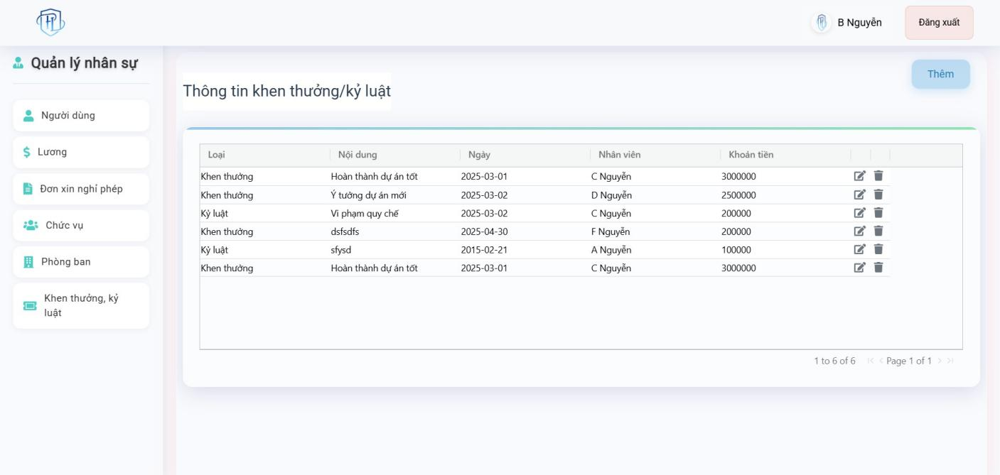 B Nguyễn
Đăng xuất
Quản lý nhân sự
Người dùng
Lương
Đơn xin nghỉ phép
Chức vụ
Phòng ban
Khen thưởng, kỷ
luật
Thêm
Thông tin khen thưởng/kỷ luật
Loại Nội dung Ngày Nhân viên Khoản tiền
Khen thưởng Hoàn thành dự án tốt 2025-03-01 C Nguyễn 3000000
Khen thưởng Ý tưởng dự án mới 2025-03-02 D Nguyễn 2500000
Kỷ luật Vi phạm quy chế 2025-03-02 C Nguyễn 200000
Khen thưởng dsfsdfs 2025-04-30 F Nguyễn 200000
Kỷ luật sfysd 2015-02-21 A Nguyễn 100000
Khen thưởng Hoàn thành dự án tốt 2025-03-01 C Nguyễn 3000000
1 to 6 of 6 Page 1 of 1